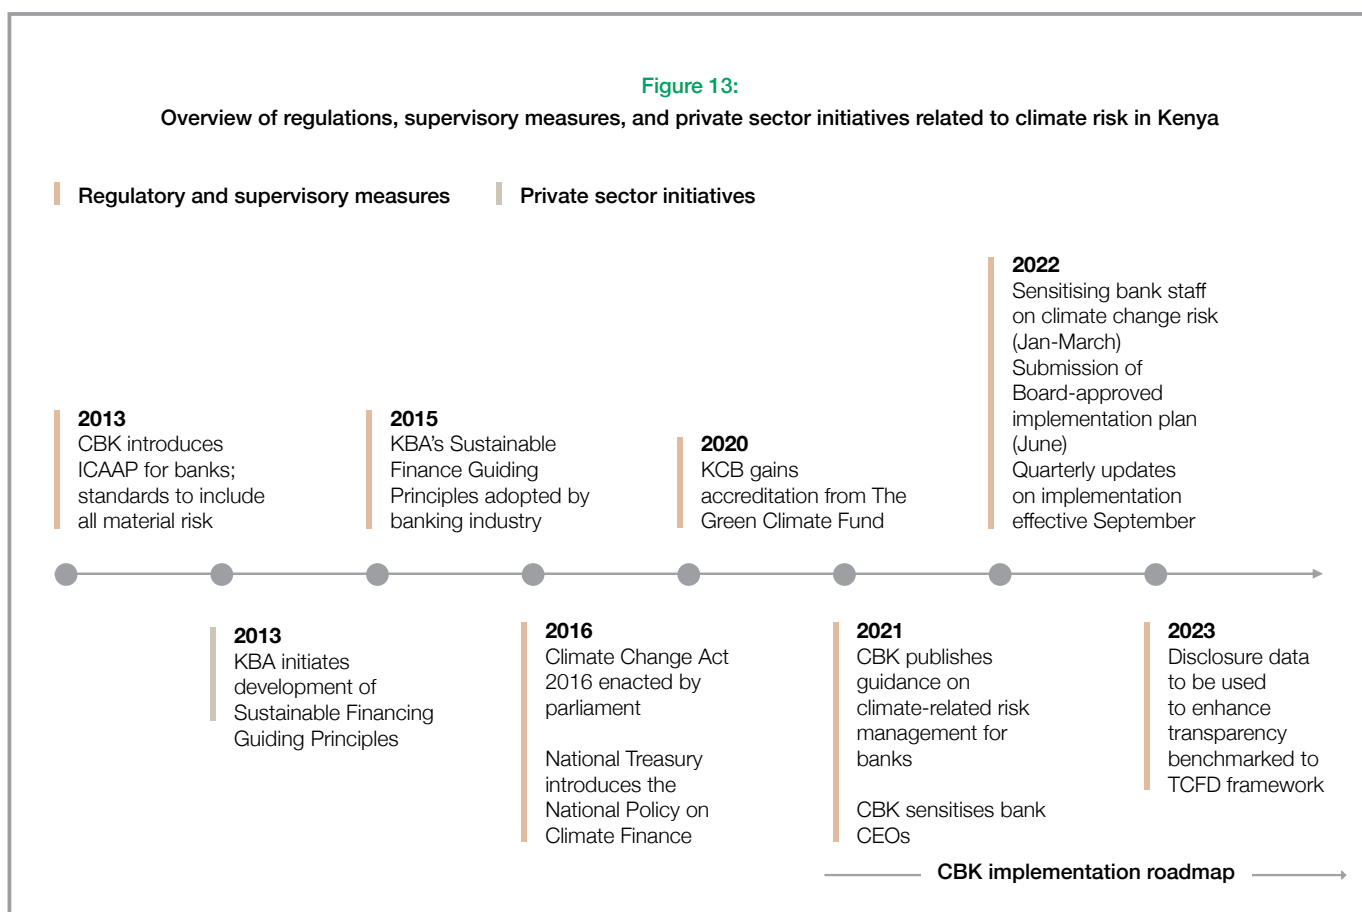 Figure 13:
Overview of regulations, supervisory measures, and private sector initiatives related to climate risk in Kenya
Regulatory and supervisory measures
Private sector initiatives
2013
CBK introduces
ICAAP for banks;
standards to include
all material risk
2015
KBA’s Sustainable
Finance Guiding
Principles adopted by
banking industry
2020
KCB gains
accreditation from The
Green Climate Fund
2022
Sensitising bank staff
on climate change risk
(Jan-March)
Submission of
Board-approved
implementation plan
(June)
Quarterly updates
on implementation
effective September
2013
KBA initiates
development of
Sustainable Financing
Guiding Principles
2016
Climate Change Act
2016 enacted by
parliament
National Treasury
introduces the
National Policy on
Climate Finance
2021
CBK publishes
guidance on
climate-related risk
management for
banks
CBK sensitises bank
CEOs
2023
Disclosure data
to be used
to enhance
transparency
benchmarked to
TCFD framework
CBK implementation roadmap